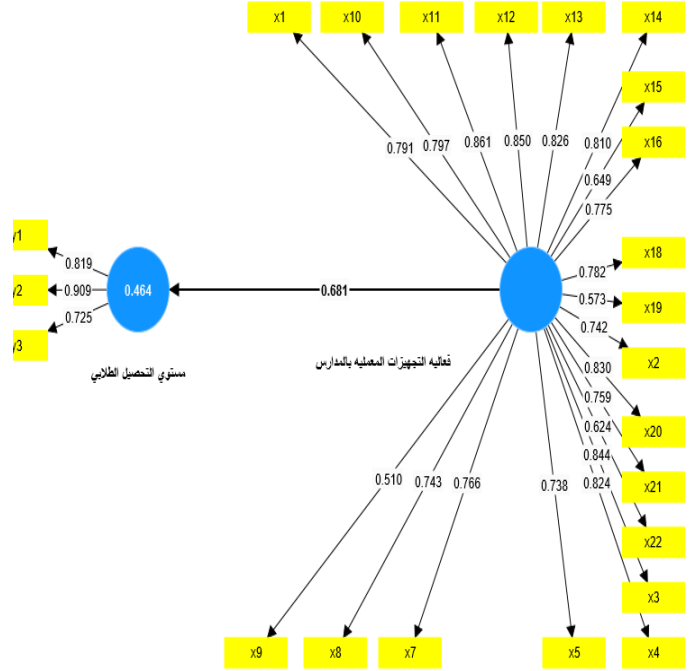 x1 x10 x11 x12 x13 x14
x15
x16
0.791 0.797 0.861 0.850 0.826 0.810
0.649
0.775
y1
y2
y3
0.819
0.909
0.725
0.464
0.681
x18
x19
x2
0.782
0.573
0.742
مستوي التحصيل الطلابي
فعاليه التجهيزات المعمليه بالمدارس
0.830
0.759
0.624
0.844
0.824
x20
x21
x22
x3
x4
0.510 0.743 0.766 0.738
x9 x8 x7 x5